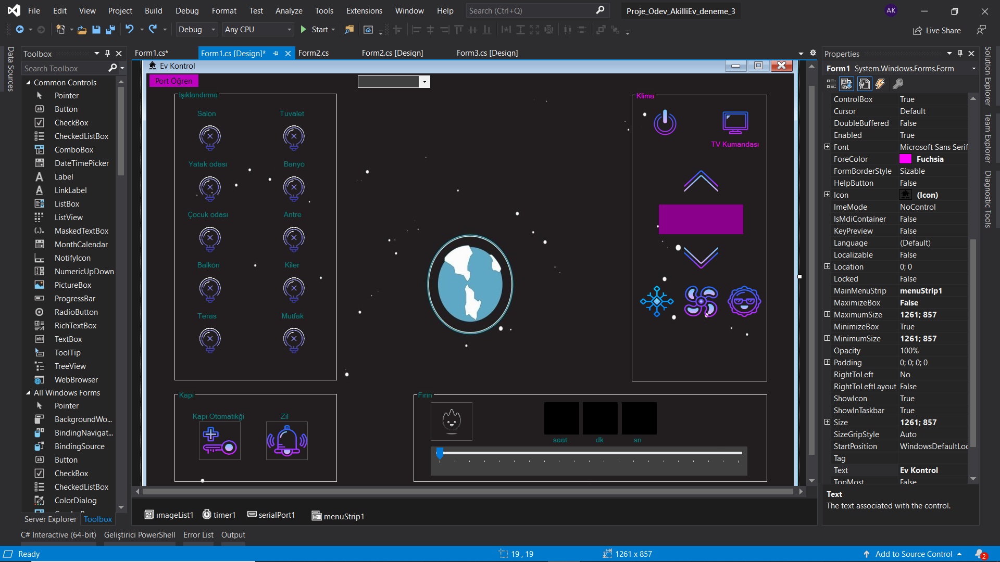 File Edit View Project Build Debug Format Test Analyze Tools Extensions Window Help Search (Ctrl+Q) Proje_Odev_AkilliEv_deneme_3 AK
Debug Any CPU Start Live Share
Data Sources
Toolbox
Search Toolbox
Common Controls
Pointer
Button
CheckBox
CheckedListBox
ComboBox
DateTimePicker
Label
LinkLabel
ListBox
ListView
MaskedTextBox
MonthCalendar
NotifyIcon
NumericUpDown
PictureBox
ProgressBar
RadioButton
RichTextBox
TextBox
ToolTip
TreeView
WebBrowser
All Windows Forms
Pointer
BackgroundWo...
BindingNavigat...
BindingSource
Button
CheckBox
CheckedListBox
ColorDialog
Server Explorer Toolbox
Form1.cs* Form1.cs [Design]* Form2.cs Form2.cs [Design] Form3.cs [Design]
Ev Kontrol
Port Öğren
Işıklandırma
Salon Tuvalet
Yatak odası Banyo
Çocuk odası Antre
Balkon Kiler
Teras Mutfak
Klima
TV Kumandası
Kapı
Kapı Otomatikği Zil
Fırın
saat dk sn
imageList1 timer1 serialPort1 menuStrip1
Properties
Form1 System.Windows.Forms.Form
ControlBox True
Cursor Default
DoubleBuffered False
Enabled True
Font Microsoft Sans Serif
ForeColor Fuchsia
FormBorderStyle Sizable
HelpButton False
Icon (Icon)
ImeMode NoControl
IsMdiContainer False
KeyPreview False
Language (Default)
Localizable False
Location 0; 0
Locked False
MainMenuStrip menuStrip1
MaximizeBox False
MaximumSize 1261; 857
MinimizeBox True
MinimumSize 1261; 857
Opacity 100%
Padding 0; 0; 0; 0
RightToLeft No
RightToLeftLayout False
ShowIcon True
ShowInTaskbar True
Size 1261; 857
SizeGripStyle Auto
StartPosition WindowsDefaultLoc
Tag
Text Ev Kontrol
TopMost False
Text
The text associated with the control.
Solution Explorer
Team Explorer
Diagnostic Tools
C# Interactive (64-bit) Geliştirici PowerShell Error List Output
Ready 19 , 19 1261 x 857 Add to Source Control 2